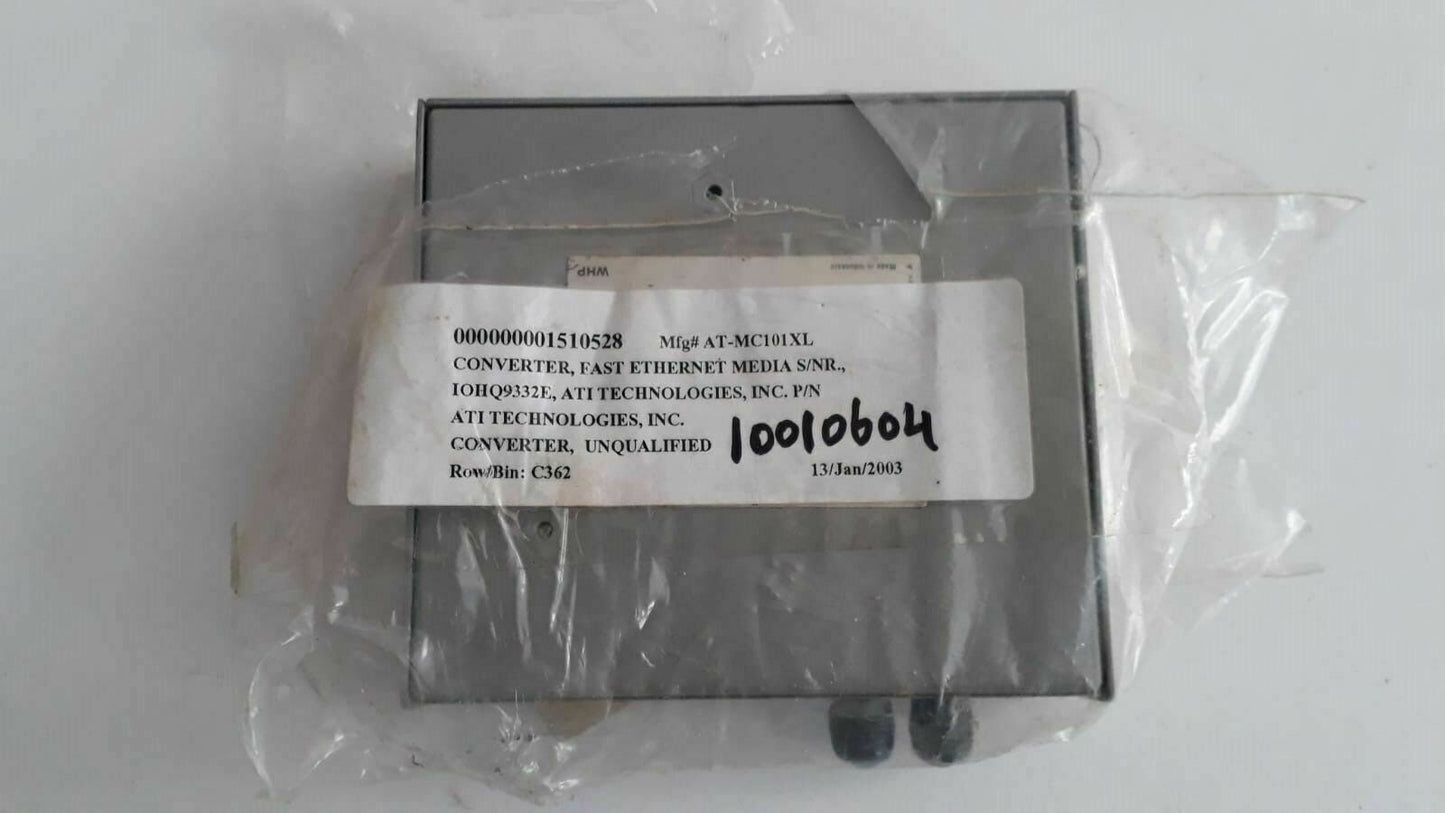 WHP
000000001510528 Mfg# AT-MC101XL
CONVERTER, FAST ETHERNET MEDIA S/NR.,
IOHQ9332E, ATI TECHNOLOGIES, INC. P/N
ATI TECHNOLOGIES, INC.
CONVERTER, UNQUALIFIED 10010604
Row/Bin: C362 13/Jan/2003